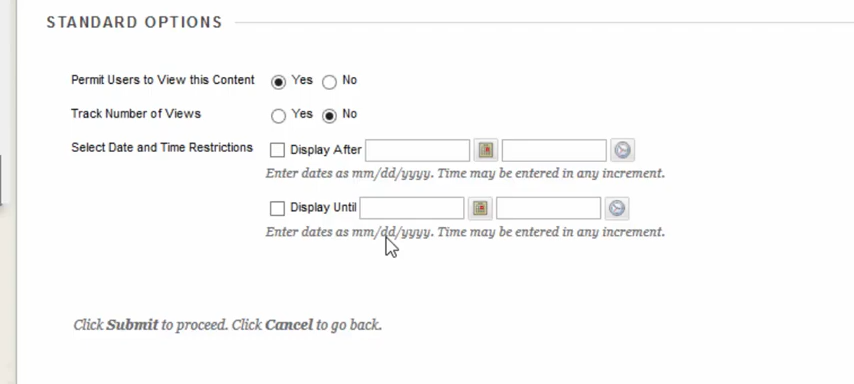 STANDARD OPTIONS
Permit Users to View this Content Yes No
Track Number of Views Yes No
Select Date and Time Restrictions Display After
Enter dates as mm/dd/yyyy. Time may be entered in any increment.
Display Until
Enter dates as mm/dd/yyyy. Time may be entered in any increment.
Click Submit to proceed. Click Cancel to go back.